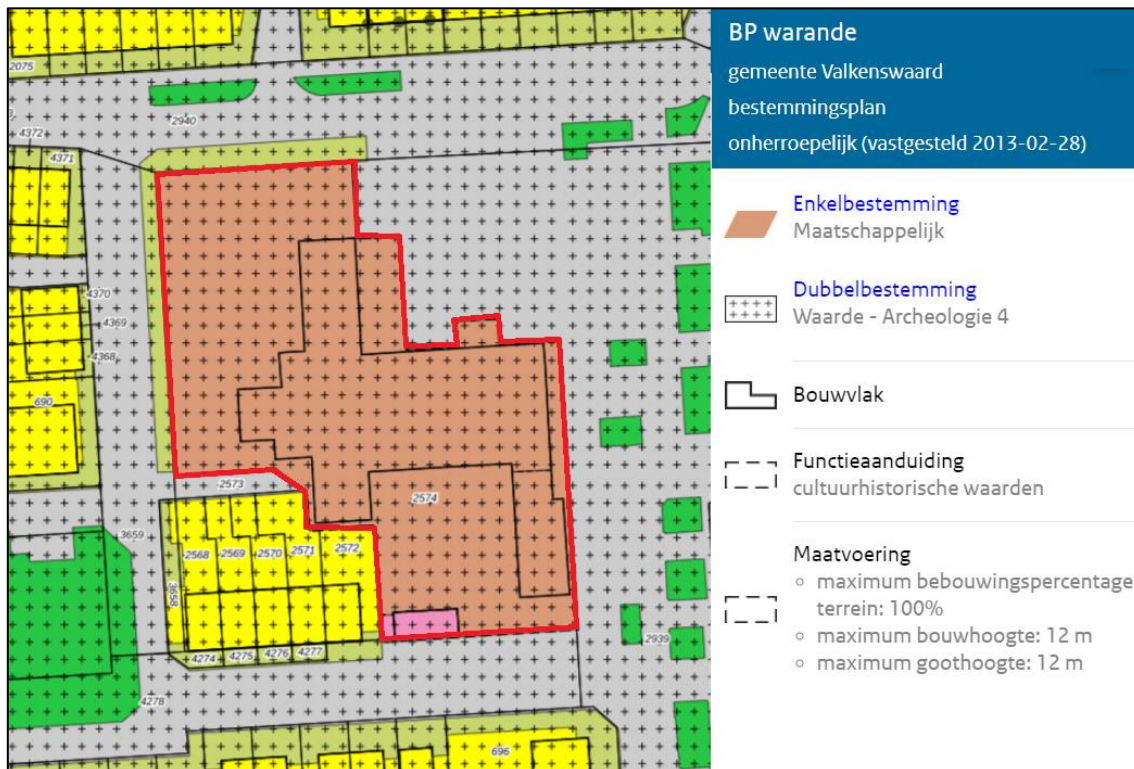 2075
2940
4372
4371
4370
4369
4368
690
2573
2574
3659
2568
2569
2570
2571
2572
3658
4274
4275
4276
4277
2939
4278
696
BP warande
gemeente Valkenswaard
bestemmingsplan
onherroepelijk (vastgesteld 2013-02-28)
Enkelbestemming
Maatschappelijk
Dubbelbestemming
Waarde - Archeologie 4
Bouwvlak
Functieaanduiding
cultuurhistorische waarden
Maatvoering
maximum bebouwingspercentage
terrein: 100%
maximum bouwhoogte: 12 m
maximum goothoogte: 12 m